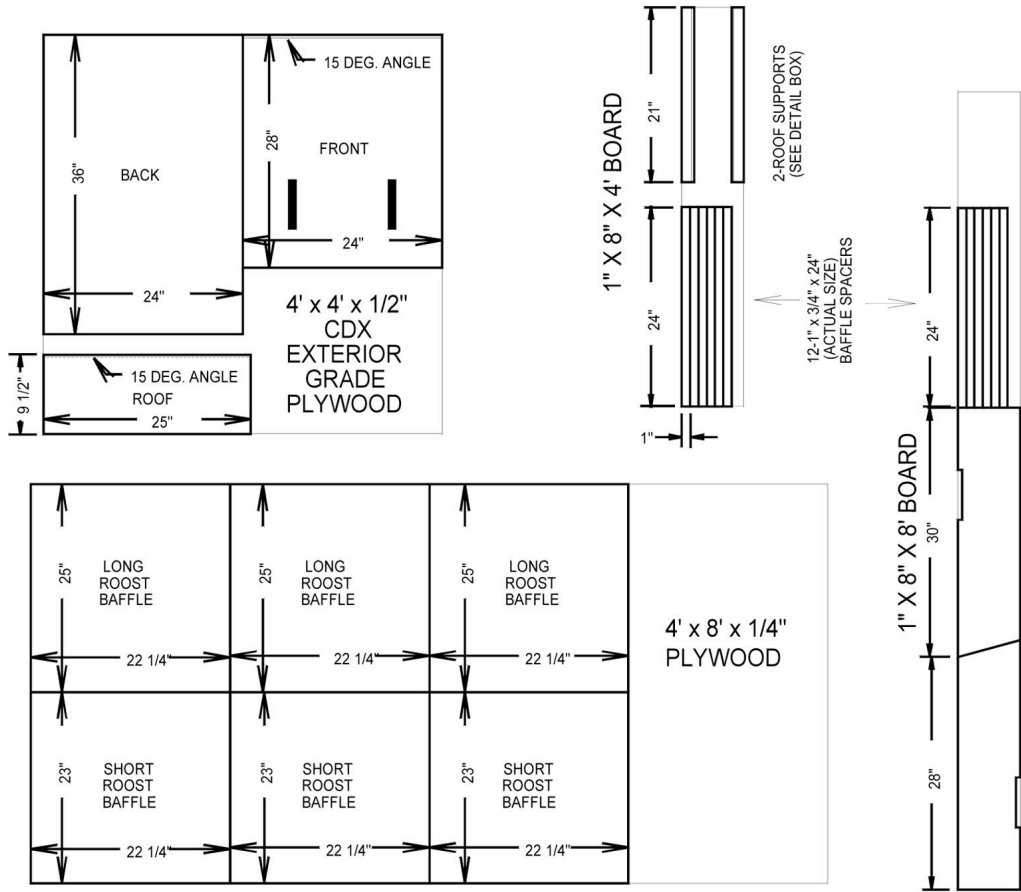 15 DEG. ANGLE
36"
BACK
28"
FRONT
24"
24"
4' x 4' x 1/2"
CDX
EXTERIOR
GRADE
PLYWOOD
9 1/2"
15 DEG. ANGLE
ROOF
25"
1" X 8" X 4' BOARD
21"
2-ROOF SUPPORTS
(SEE DETAIL BOX)
24"
1"
12-1" x 3/4" x 24"
(ACTUAL SIZE)
BAFFLE SPACERS
24"
1" X 8" X 8' BOARD
30"
28"
25"
LONG
ROOST
BAFFLE
22 1/4"
25"
LONG
ROOST
BAFFLE
22 1/4"
25"
LONG
ROOST
BAFFLE
22 1/4"
4' x 8' x 1/4"
PLYWOOD
23"
SHORT
ROOST
BAFFLE
22 1/4"
23"
SHORT
ROOST
BAFFLE
22 1/4"
23"
SHORT
ROOST
BAFFLE
22 1/4"